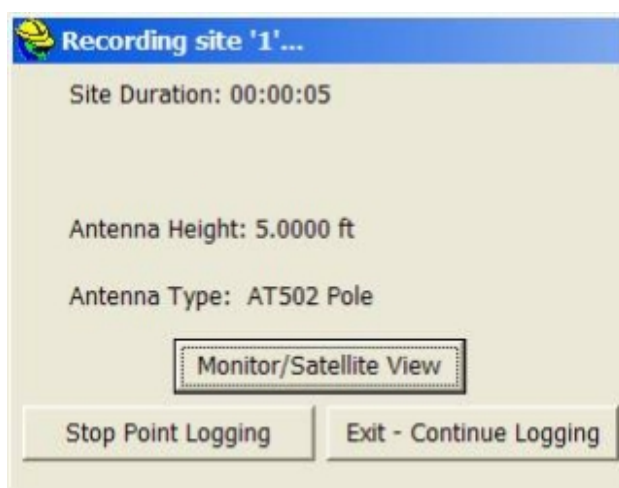 Recording site '1'...
Site Duration: 00:00:05
Antenna Height: 5.0000 ft
Antenna Type: AT502 Pole
Monitor/Satellite View
Stop Point Logging
Exit - Continue Logging